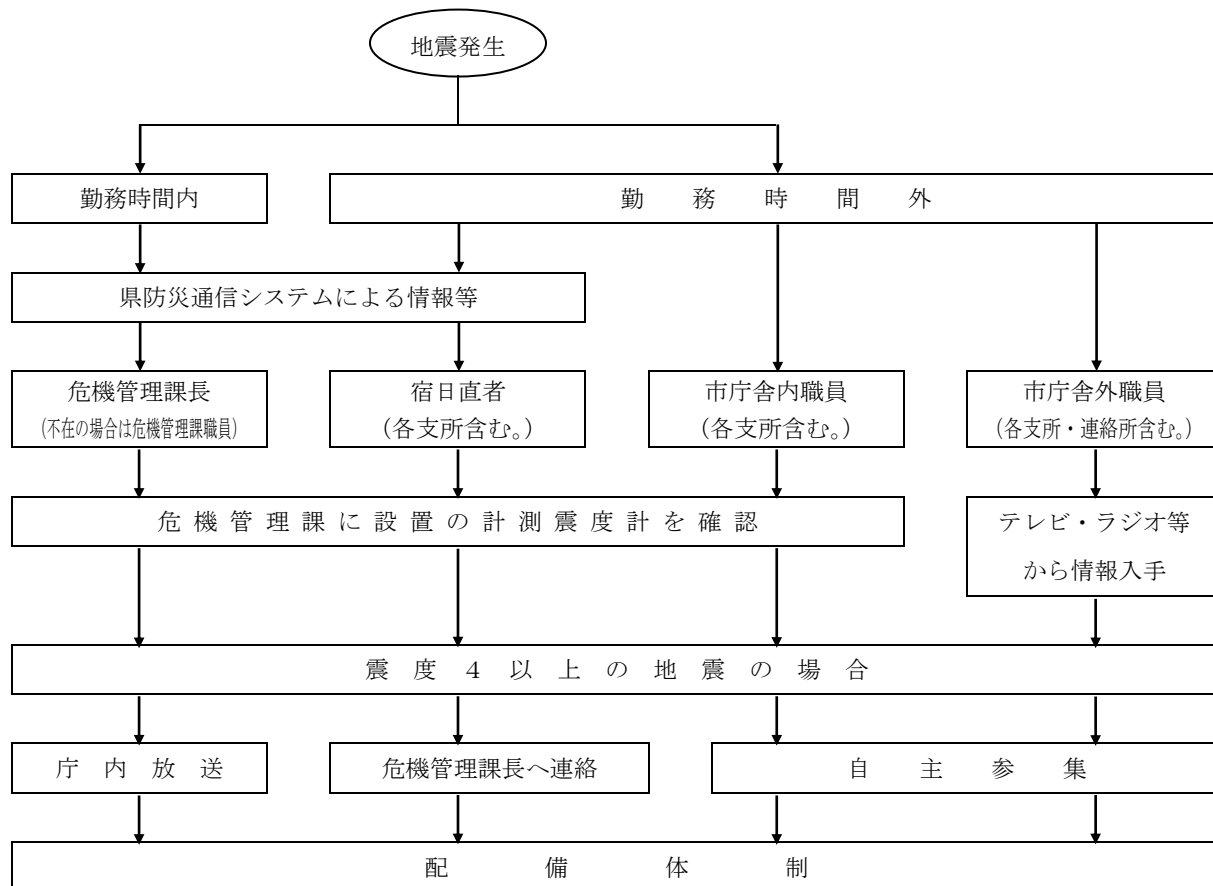 地震発生
勤務時間内
勤務時間外
県防災通信システムによる情報等
危機管理課長
(不在の場合は危機管理課職員)
宿日直者
(各支所含む。)
市庁舎内職員
(各支所含む。)
市庁舎外職員
(各支所・連絡所含む。)
危機管理課に設置の計測震度計を確認
テレビ・ラジオ等
から情報入手
震度4以上の地震の場合
庁内放送
危機管理課長へ連絡
自主参集
配備体制